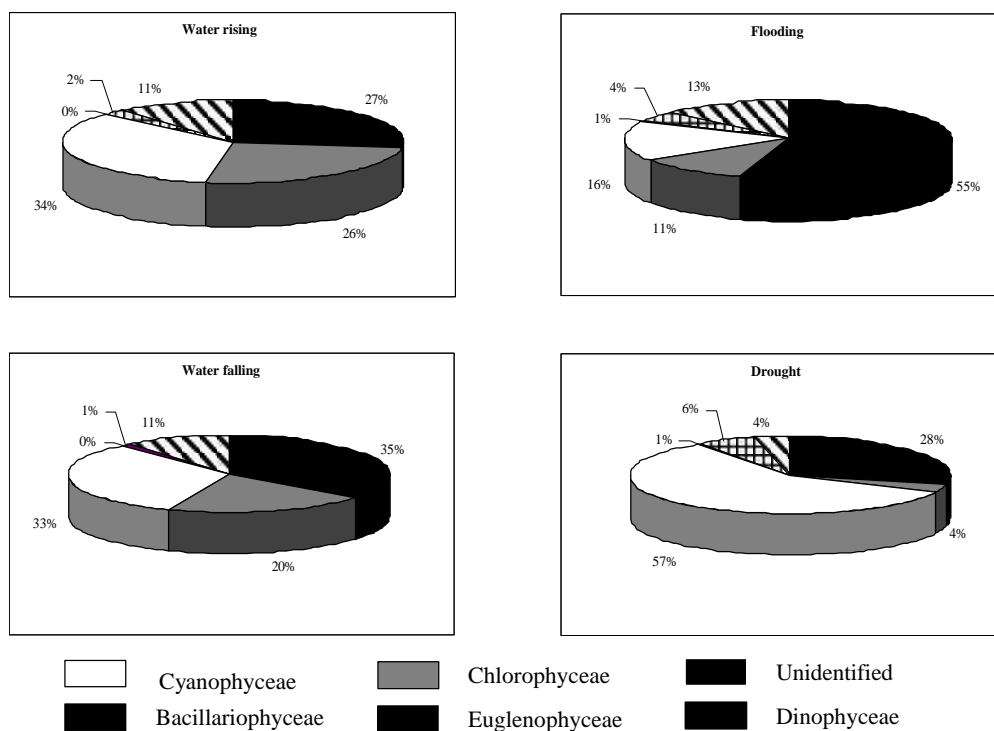 Water rising
2%
11%
27%
0%
34%
26%
Flooding
4%
13%
1%
16%
55%
11%
Water falling
1%
11%
35%
0%
33%
20%
Drought
6%
4%
28%
1%
57%
4%
Cyanophyceae
Chlorophyceae
Unidentified
Bacillariophyceae
Euglenophyceae
Dinophyceae